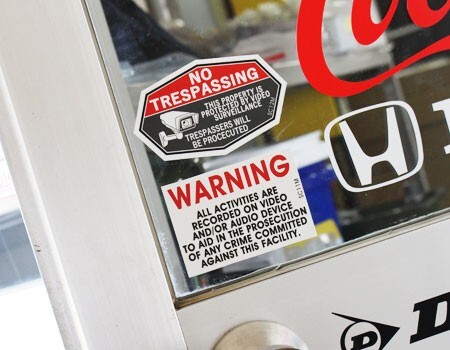 NO
TRESPASSING
THIS PROPERTY IS
PROTECTED BY VIDEO
SURVEILLANCE
TRESPASSERS WILL
BE PROCECUTED
WARNING
ALL ACTIVITIES ARE
RECORDED ON VIDEO
AND/OR AUDIO DEVICE
TO AID IN THE PROSECUTION
OF ANY CRIME COMMITTED
AGAINST THIS FACILITY.